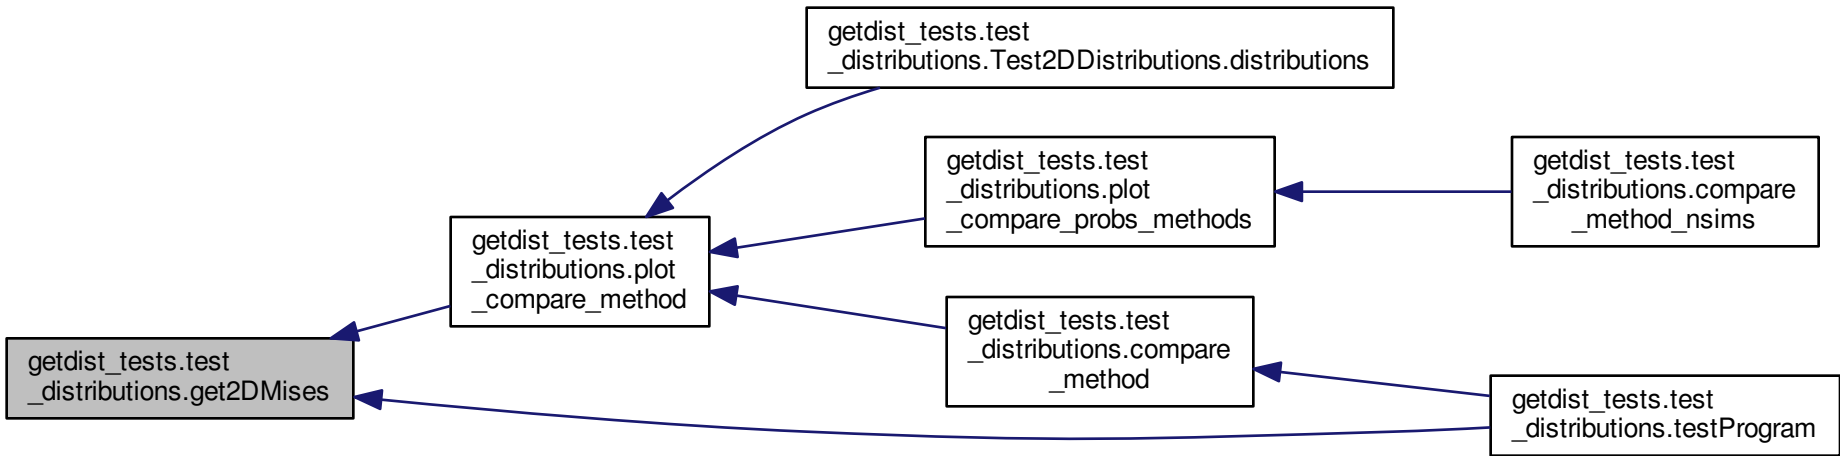 getdist_tests.test
_distributions.Test2DDistributions.distributions
getdist_tests.test
_distributions.plot
_compare_probs_methods
getdist_tests.test
_distributions.compare
_method_nsims
getdist_tests.test
_distributions.plot
_compare_method
getdist_tests.test
_distributions.compare
_method
getdist_tests.test
_distributions.get2DMises
getdist_tests.test
_distributions.testProgram